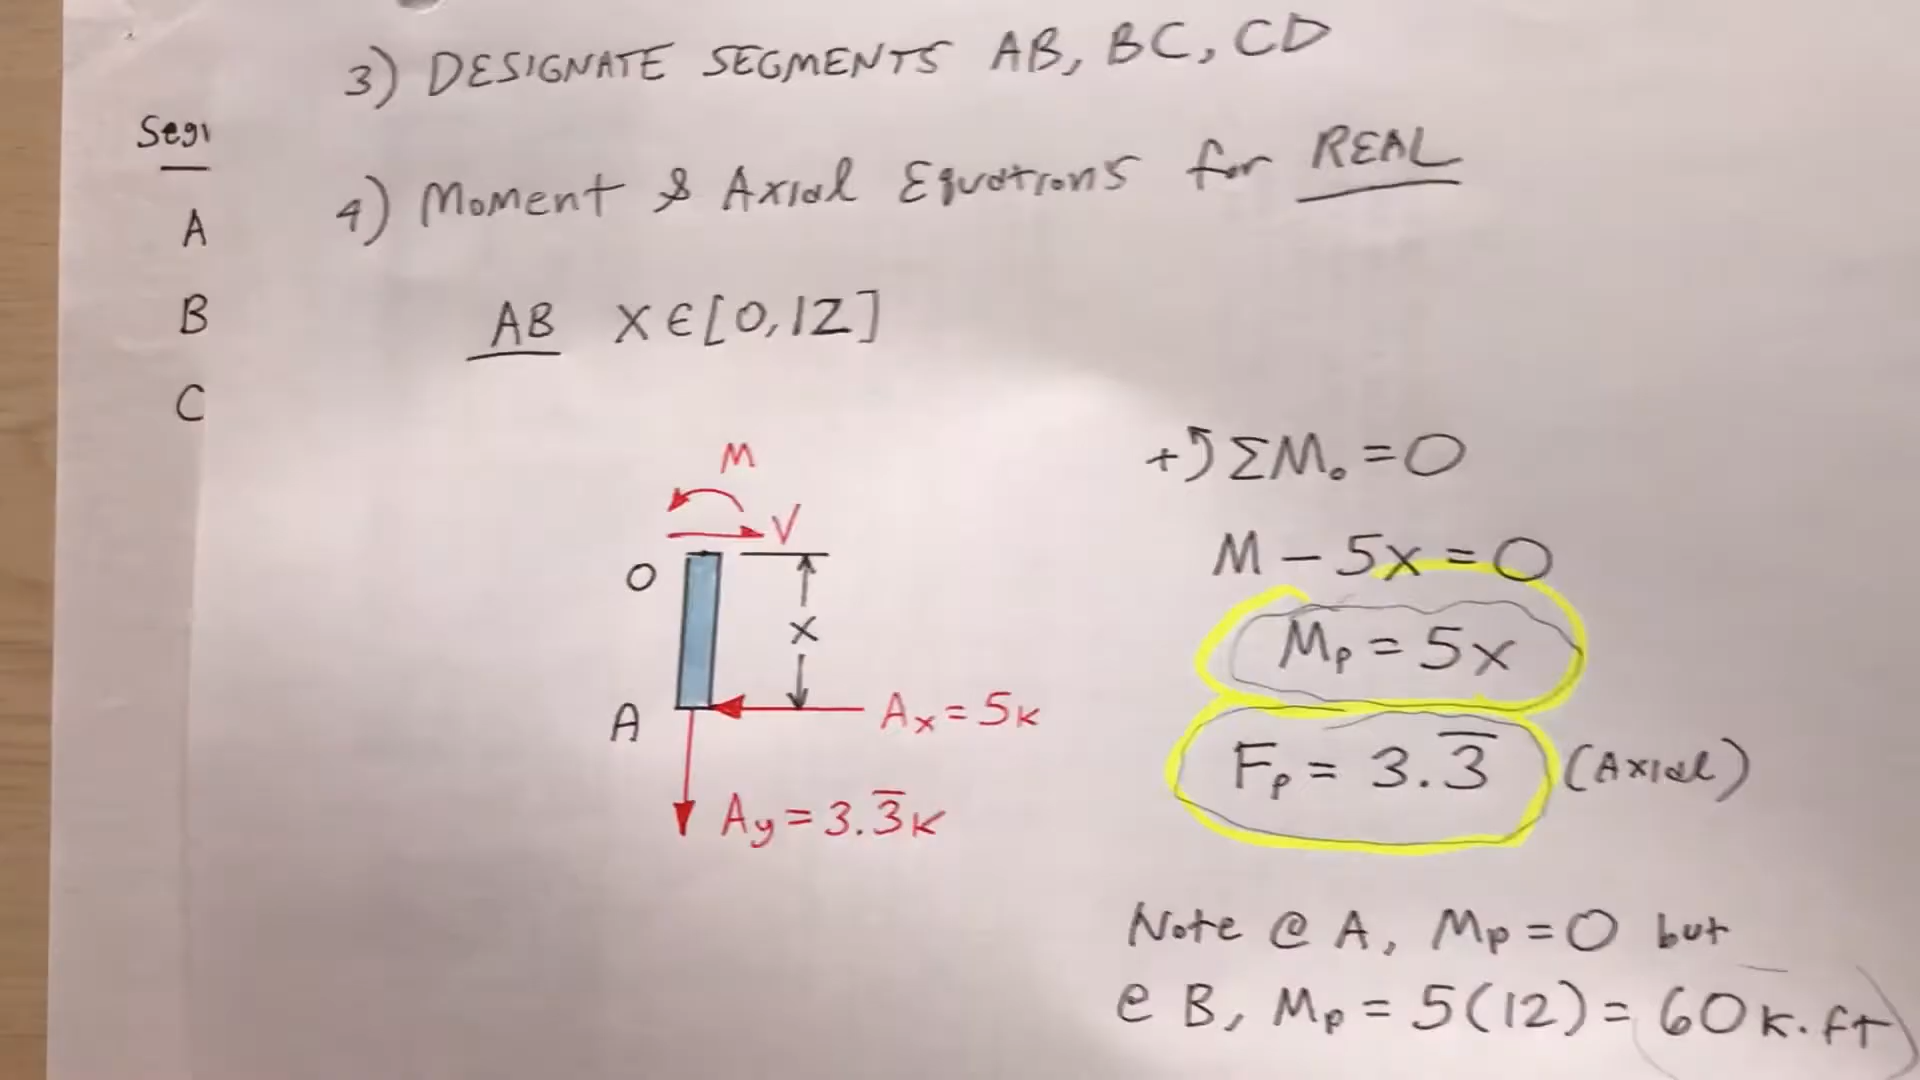 3) DESIGNATE SEGMENTS AB, BC, CD
Seg
4) Moment & Axial Equations for REAL
A
B
C
AB X ∈ [0,12]
M
V
O
X
A
Ax = 5K
Ay = 3.3̅K
+↺ ΣMo = 0
M - 5x = 0
Mp = 5x
Fp = 3.3̅ (Axial)
Note @ A, Mp = 0 but
@ B, Mp = 5(12) = 60 K.ft